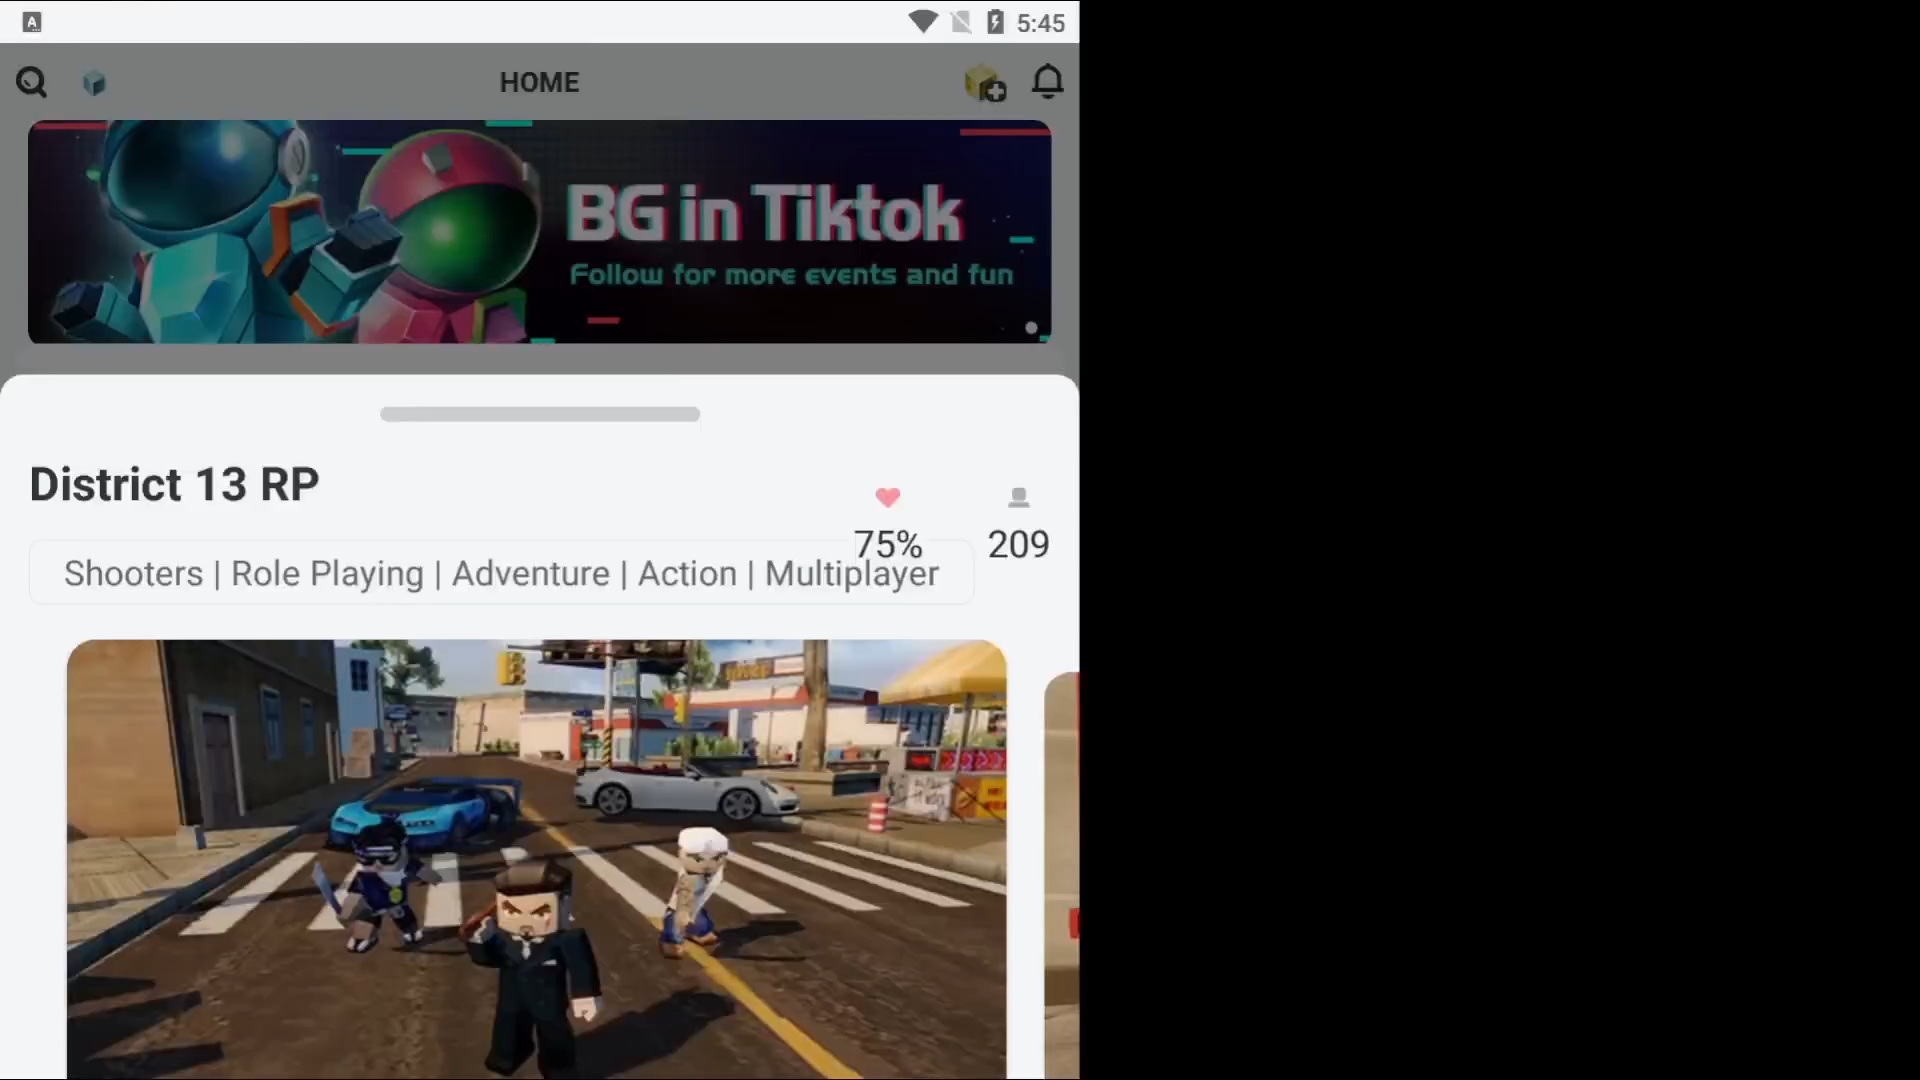 5:45
HOME
BG in Tiktok
Follow for more events and fun
District 13 RP
75%
209
Shooters | Role Playing | Adventure | Action | Multiplayer